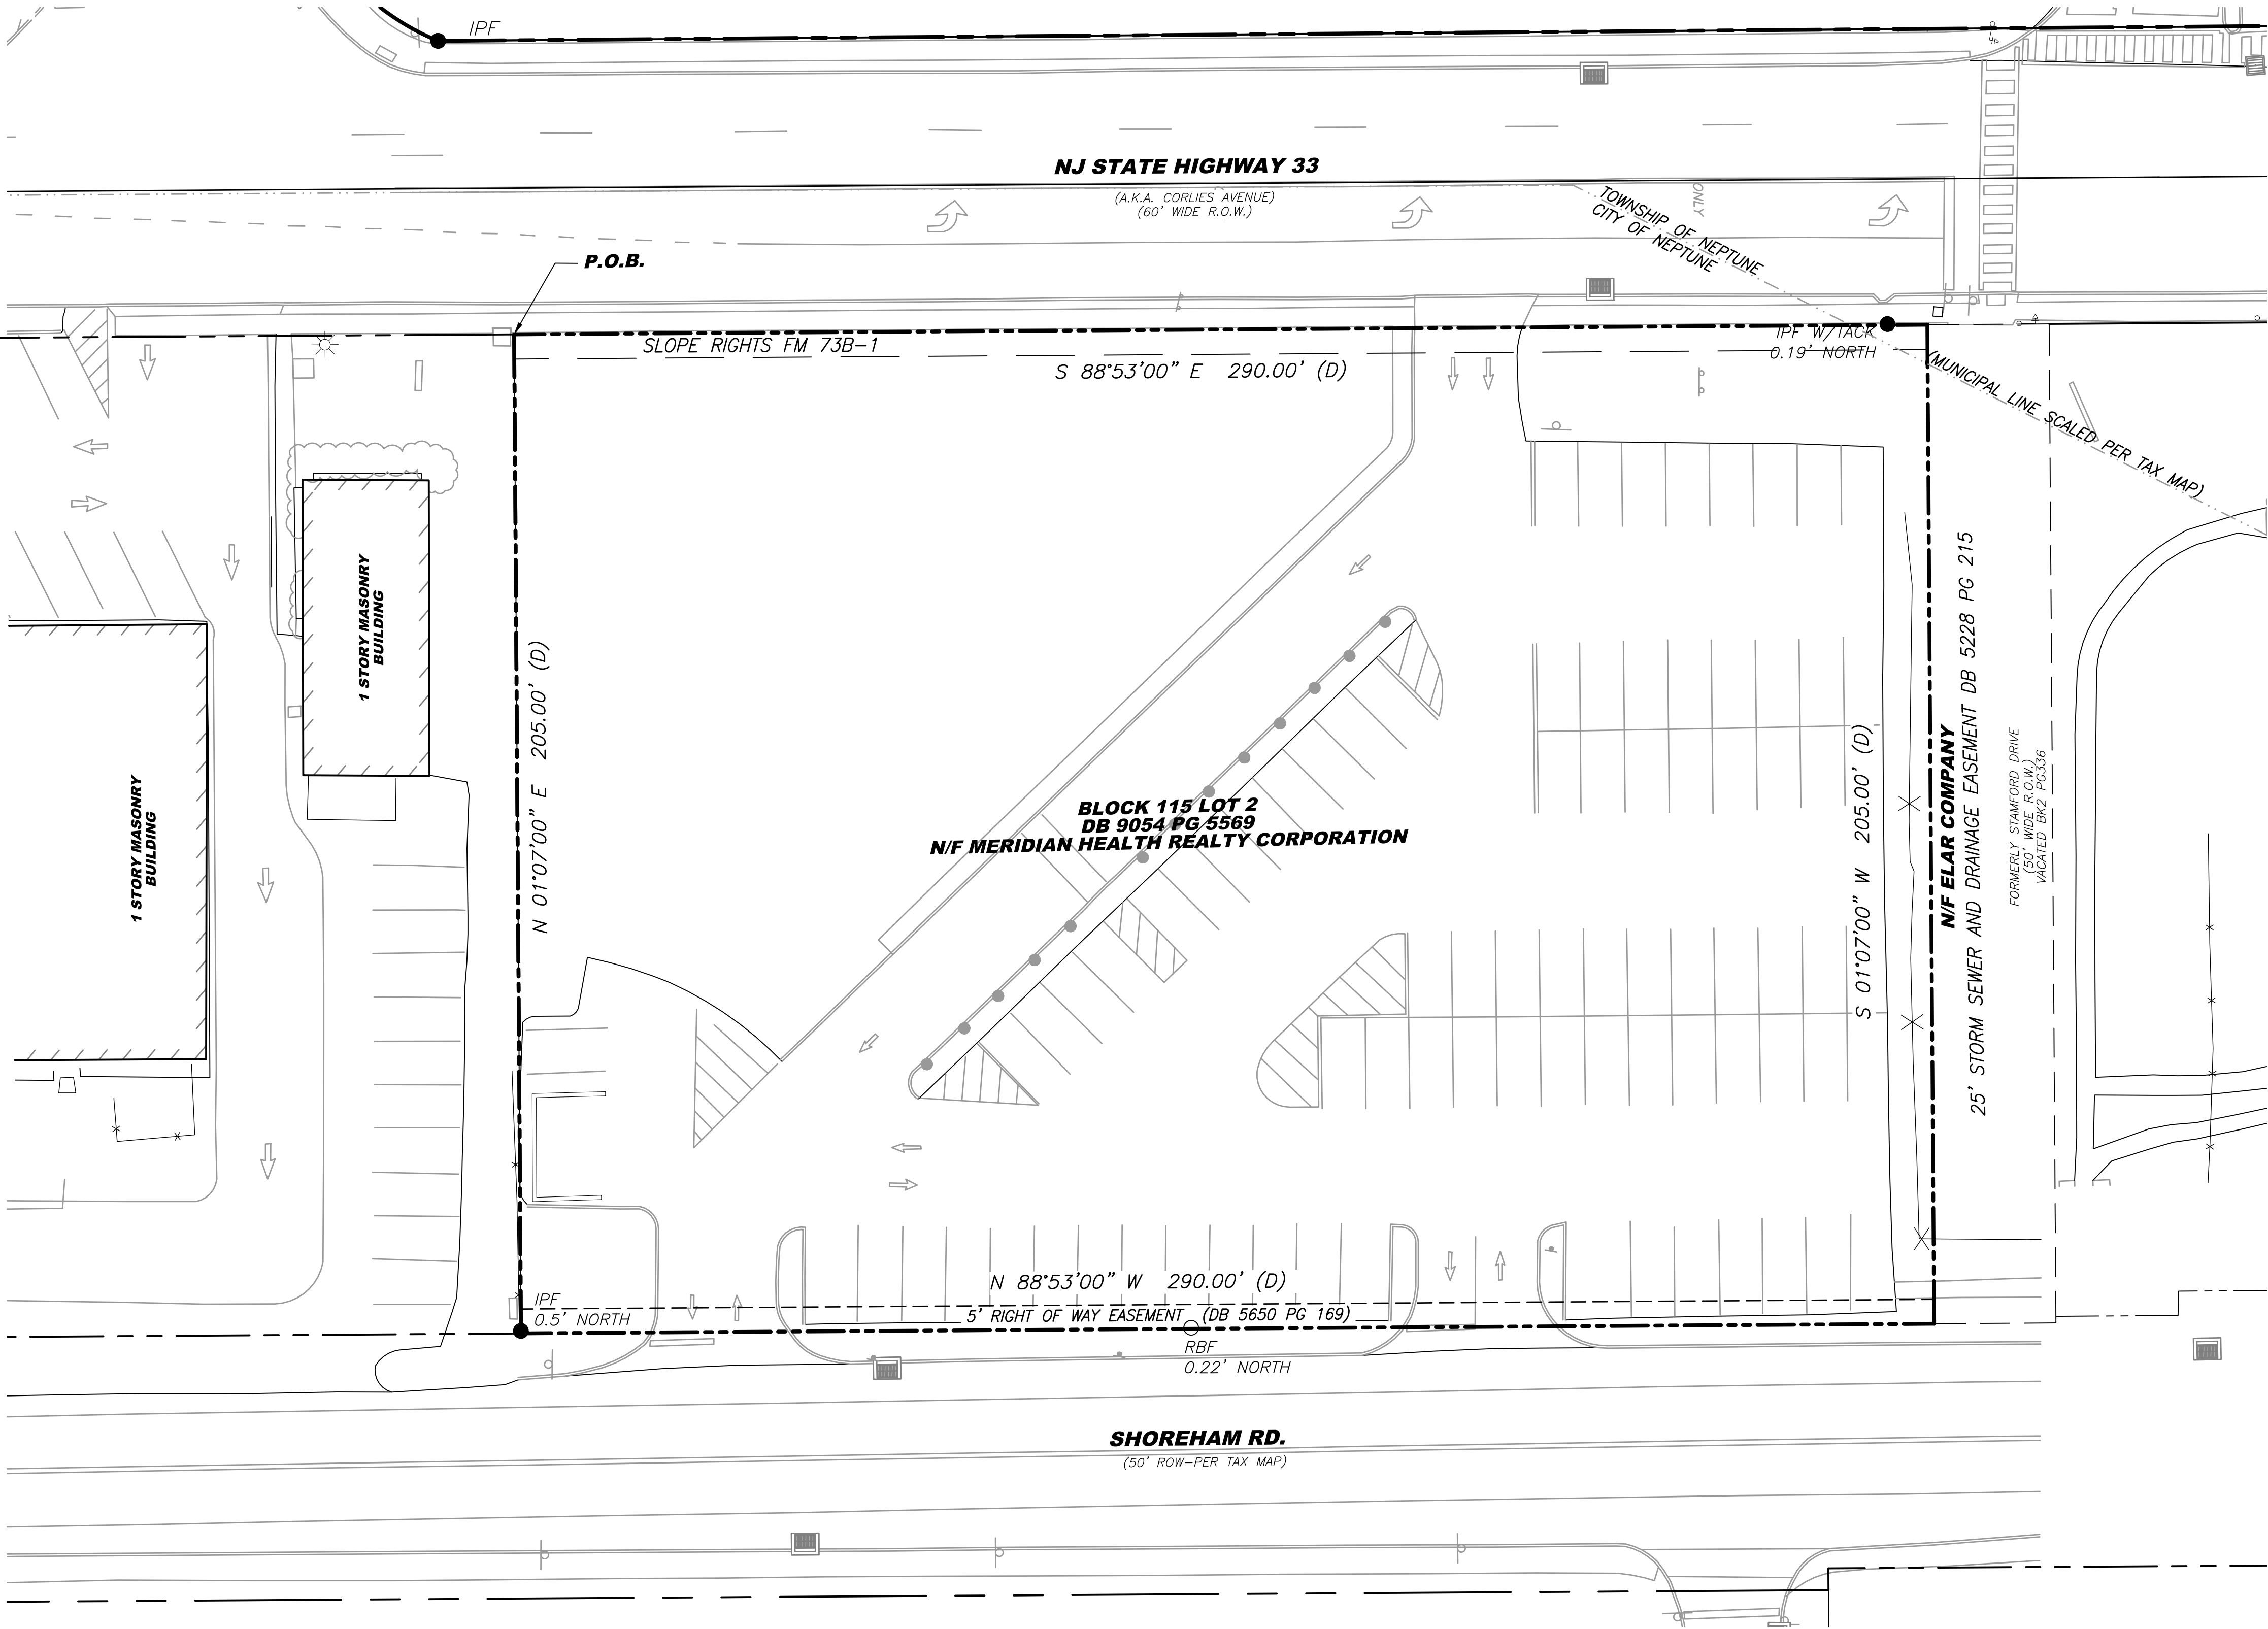 IPF
NJ STATE HIGHWAY 33
(A.K.A. CORLIES AVENUE)
(60' WIDE R.O.W.)
ONLY
TOWNSHIP OF NEPTUNE
CITY OF NEPTUNE
P.O.B.
IPF W/TACK
0.19' NORTH
SLOPE RIGHTS FM 73B-1
S 88°53'00" E 290.00' (D)
(MUNICIPAL LINE SCALED PER TAX MAP)
1 STORY MASONRY
BUILDING
1 STORY MASONRY
BUILDING
N 01°07'00" E 205.00' (D)
BLOCK 115 LOT 2
DB 9054 PG 5569
N/F MERIDIAN HEALTH REALTY CORPORATION
S 01°07'00" W 205.00' (D)
N/F ELAR COMPANY
25' STORM SEWER AND DRAINAGE EASEMENT DB 5228 PG 215
FORMERLY STAMFORD DRIVE
(50' WIDE R.O.W.)
VACATED BK2 PG336
N 88°53'00" W 290.00' (D)
IPF
0.5' NORTH
5' RIGHT OF WAY EASEMENT (DB 5650 PG 169)
RBF
0.22' NORTH
SHOREHAM RD.
(50' ROW-PER TAX MAP)